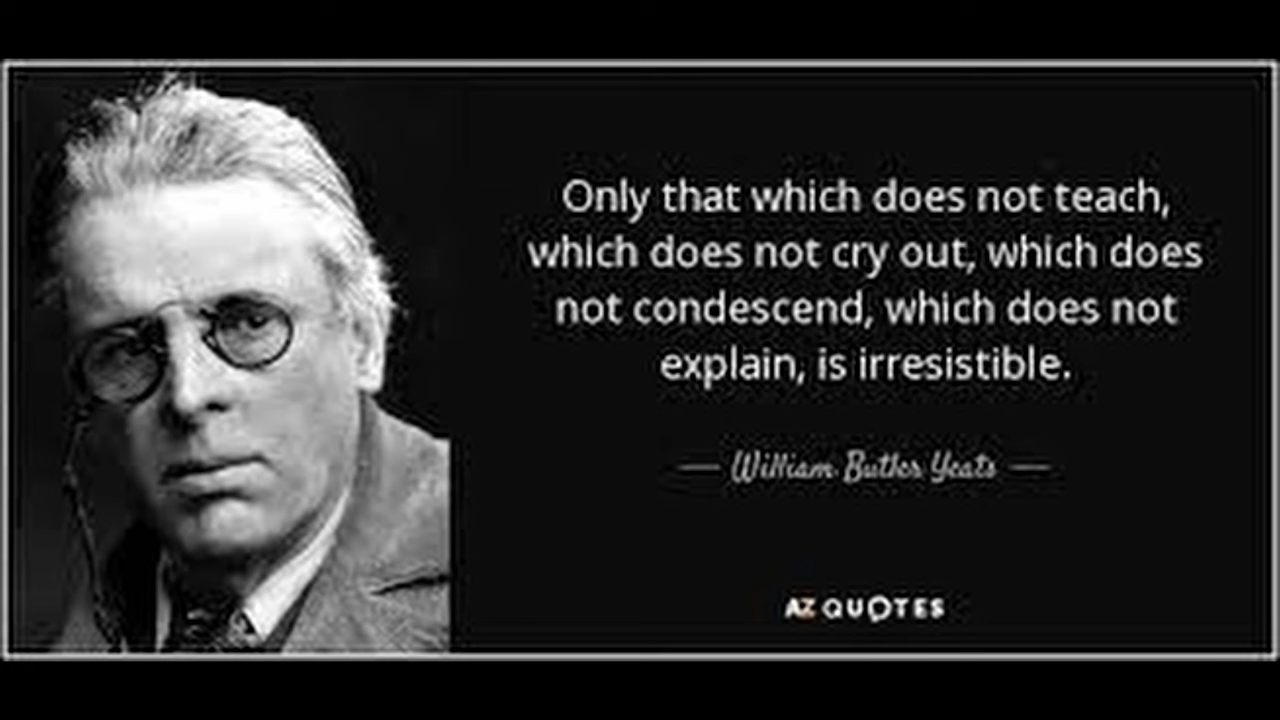 Only that which does not teach,
which does not cry out, which does
not condescend, which does not
explain, is irresistible.
— William Butler Yeats —
AZ QUOTES